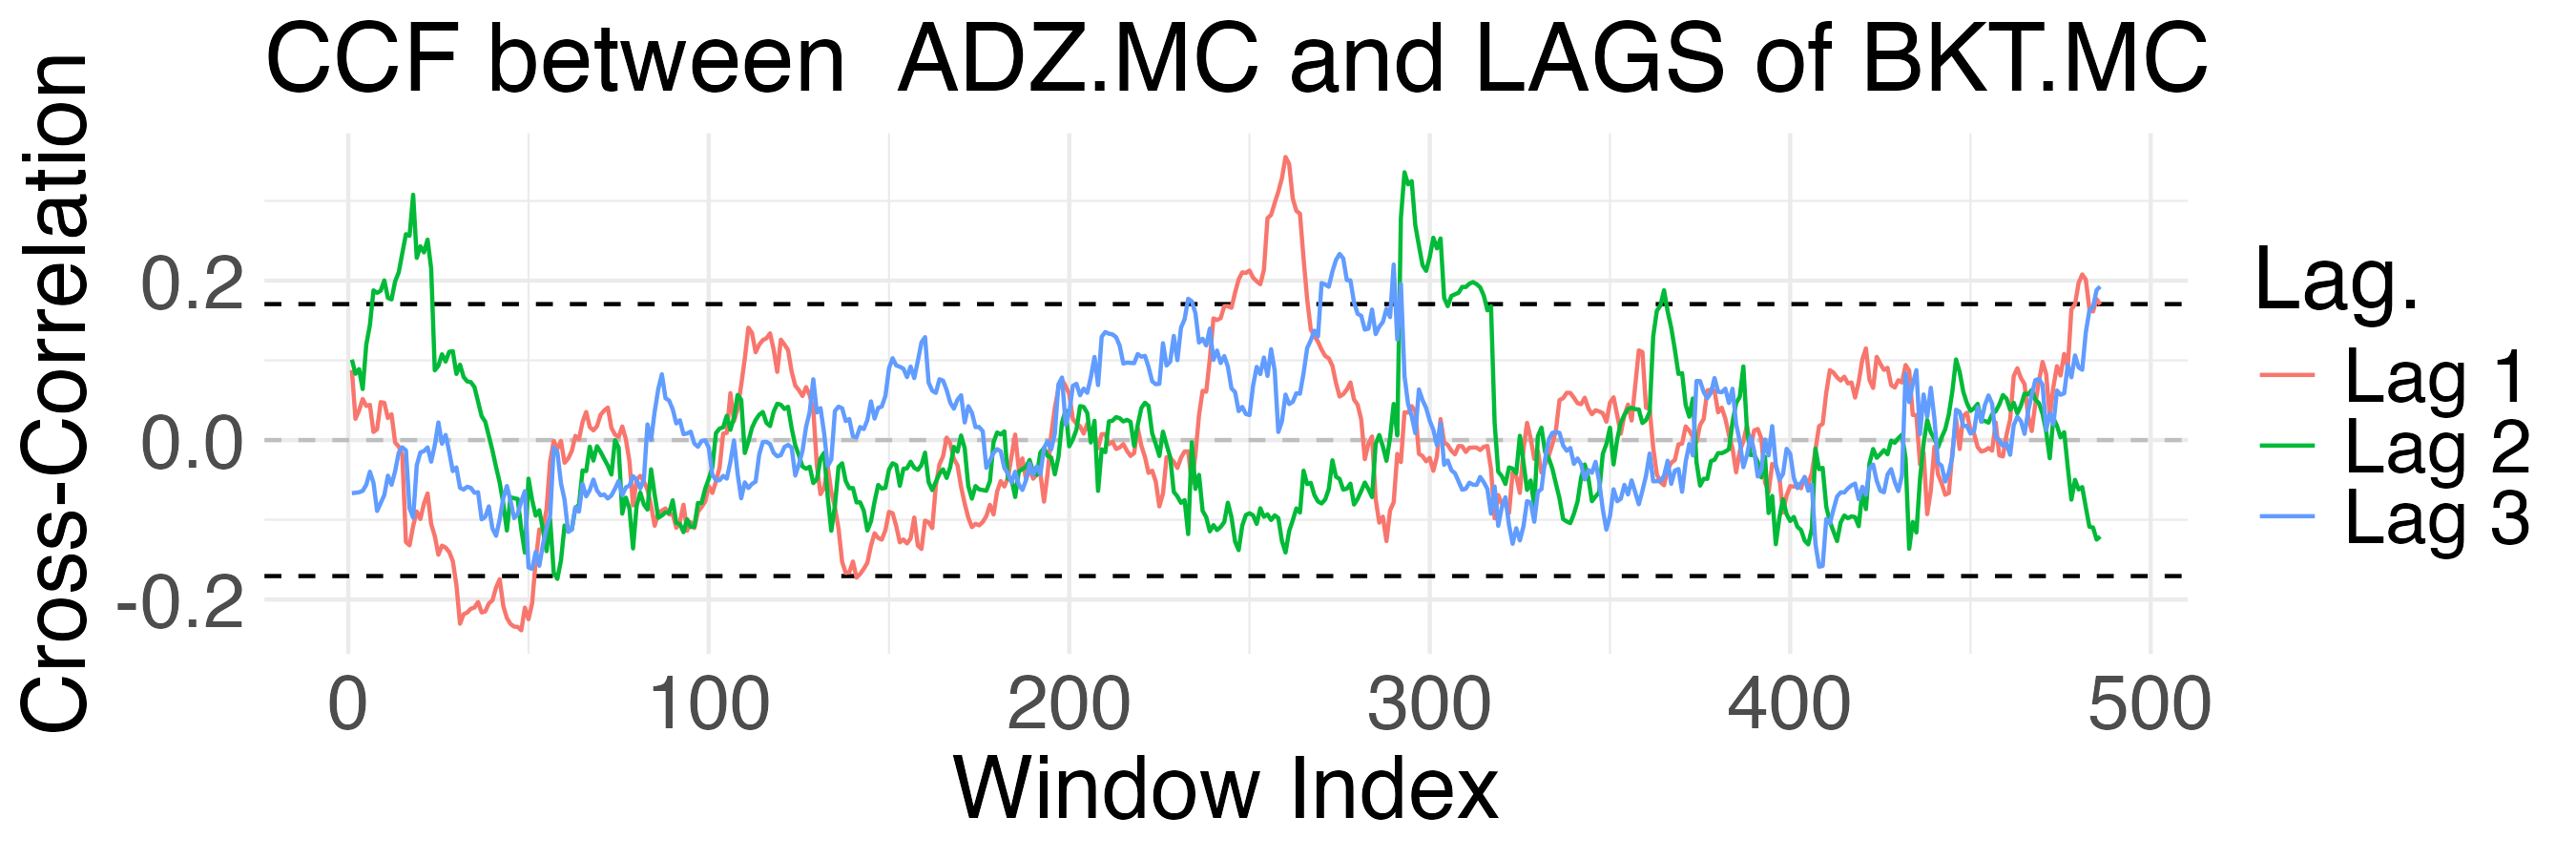 CCF between  ADZ.MC and LAGS of BKT.MC
Cross-Correlation
0.2
0.0
-0.2
0 100 200 300 400 500
Window Index
Lag.
Lag 1
Lag 2
Lag 3